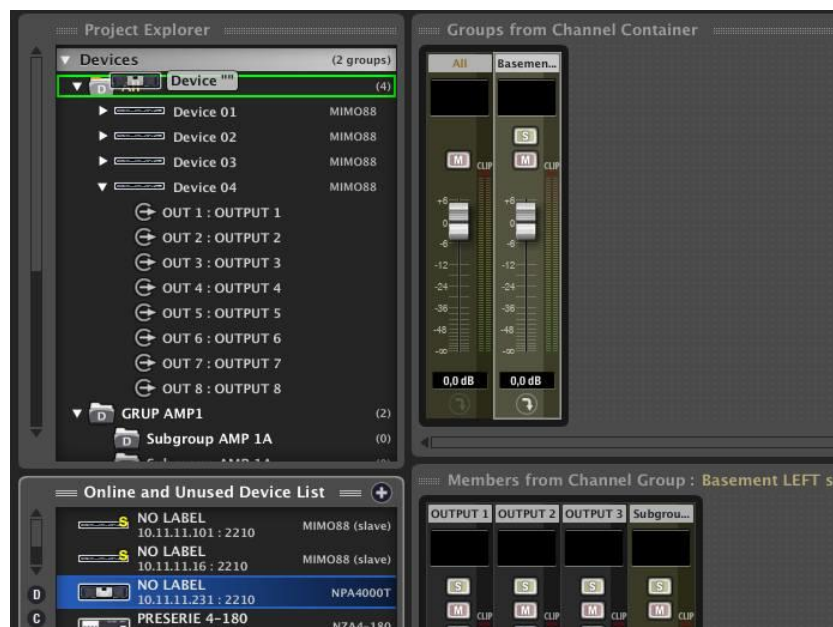 Project Explorer
Devices (2 groups)
Device "" (4)
Device 01 MIMO88
Device 02 MIMO88
Device 03 MIMO88
Device 04 MIMO88
OUT 1 : OUTPUT 1
OUT 2 : OUTPUT 2
OUT 3 : OUTPUT 3
OUT 4 : OUTPUT 4
OUT 5 : OUTPUT 5
OUT 6 : OUTPUT 6
OUT 7 : OUTPUT 7
OUT 8 : OUTPUT 8
D GRUP AMP1 (2)
D Subgroup AMP 1A (0)
Groups from Channel Container
All Basemen...
S
M CLIP M CLIP
+6 +6
0 0
-6 -6
-12 -12
-24 -24
-36 -36
-48 -48
-∞ -∞
0,0 dB 0,0 dB
Online and Unused Device List
S NO LABEL
10.11.11.101 : 2210 MIMO88 (slave)
S NO LABEL
10.11.11.16 : 2210 MIMO88 (slave)
NO LABEL
10.11.11.231 : 2210 NPA4000T
PRESERIE 4-180
NZA4-180
D
C
Members from Channel Group : Basement LEFT s
OUTPUT 1 OUTPUT 2 OUTPUT 3 Subgrou...
S S S S
M CLIP M CLIP M CLIP M CLIP